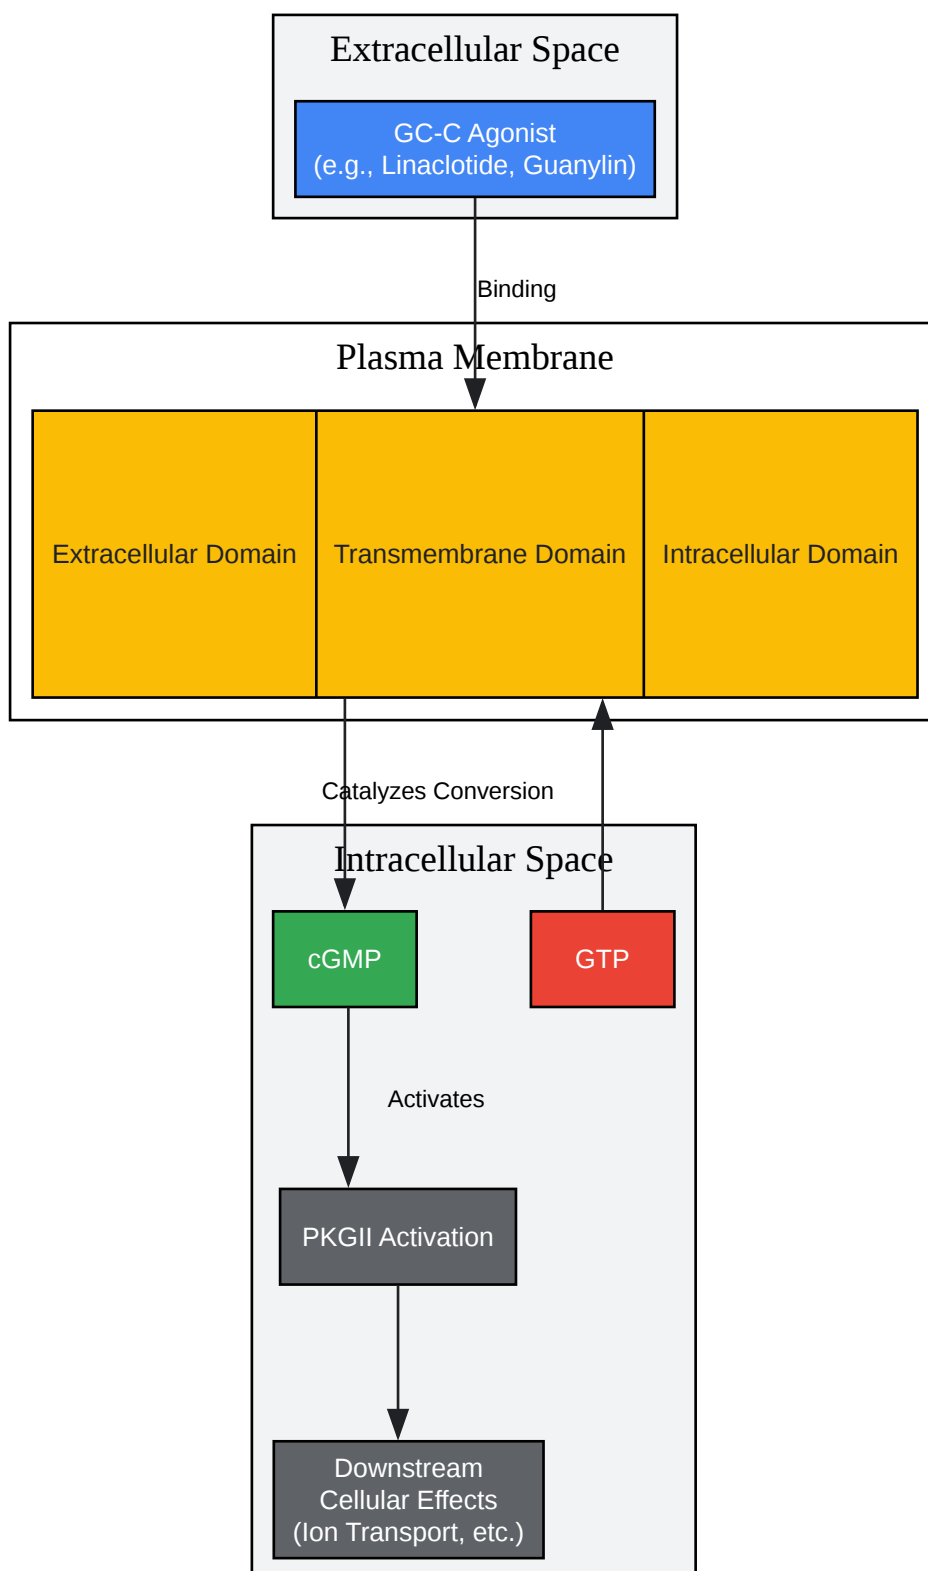 Extracellular Space
GC-C Agonist
(e.g., Linaclotide, Guanylin)
Binding
Plasma Membrane
Extracellular Domain
Transmembrane Domain
Intracellular Domain
Catalyzes Conversion
Intracellular Space
cGMP
GTP
Activates
PKGII Activation
Downstream
Cellular Effects
(Ion Transport, etc.)